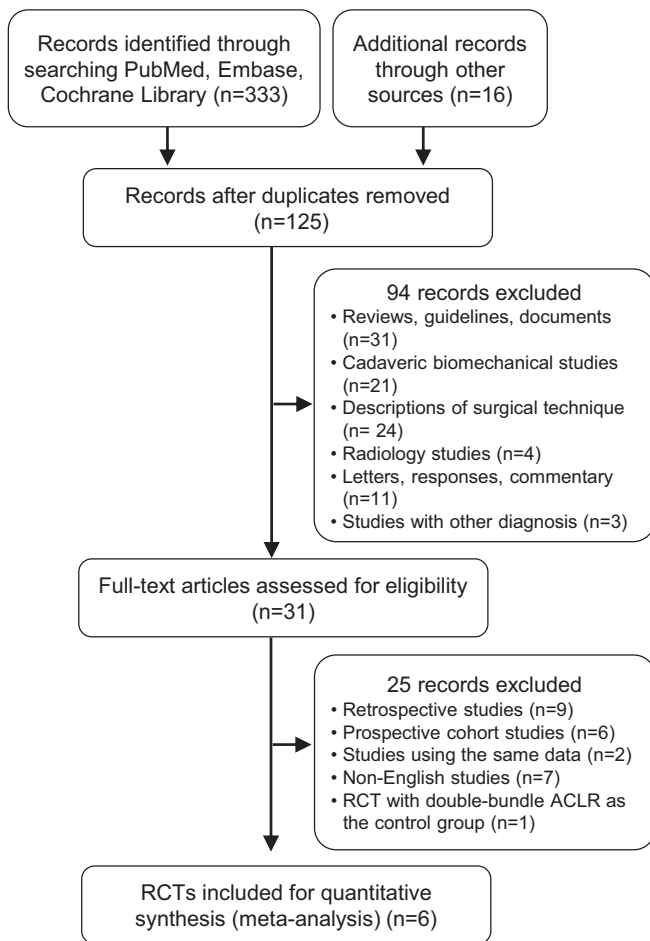 Records identified through
searching PubMed, Embase,
Cochrane Library (n=333)
Additional records
through other
sources (n=16)
Records after duplicates removed
(n=125)
94 records excluded
• Reviews, guidelines, documents
(n=31)
• Cadaveric biomechanical studies
(n=21)
• Descriptions of surgical technique
(n= 24)
• Radiology studies (n=4)
• Letters, responses, commentary
(n=11)
• Studies with other diagnosis (n=3)
Full-text articles assessed for eligibility
(n=31)
25 records excluded
• Retrospective studies (n=9)
• Prospective cohort studies (n=6)
• Studies using the same data (n=2)
• Non-English studies (n=7)
• RCT with double-bundle ACLR as
the control group (n=1)
RCTs included for quantitative
synthesis (meta-analysis) (n=6)